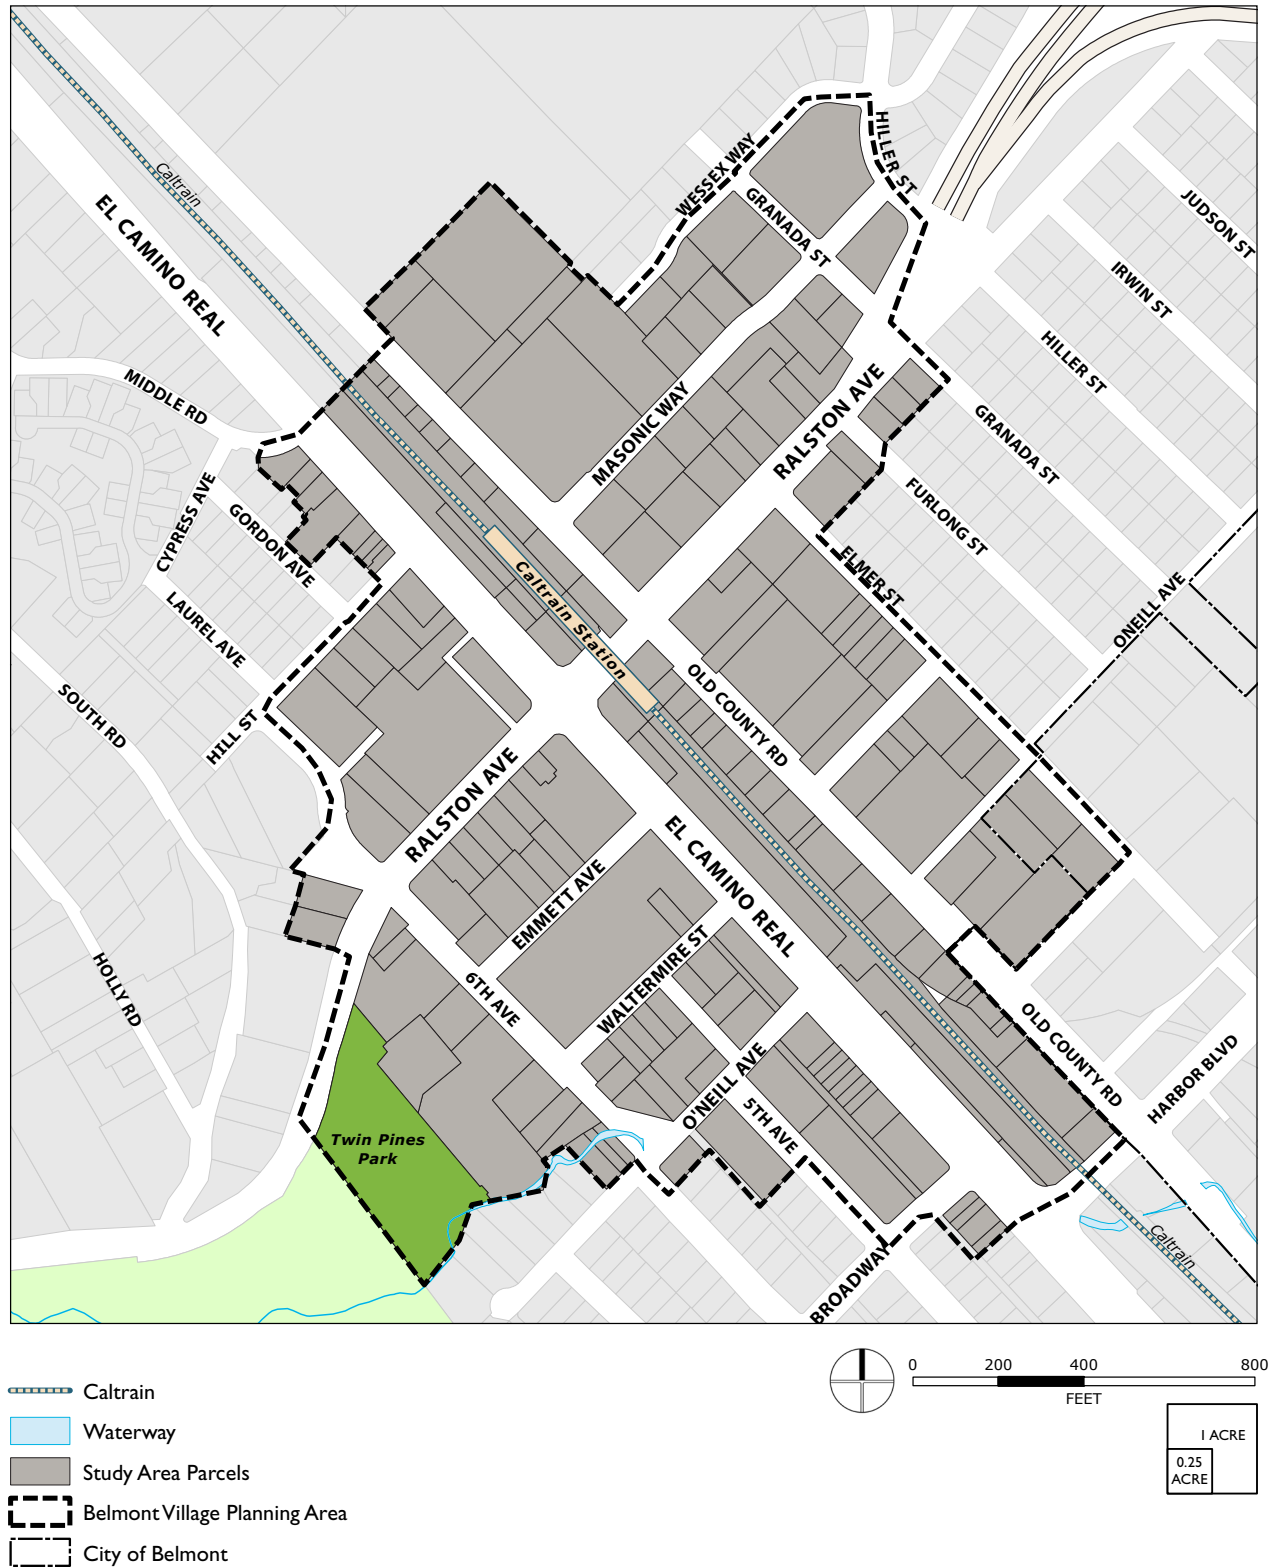 HILLER ST
WESSEX WAY
GRANADA ST
JUDSON ST
Caltrain
EL CAMINO REAL
IRWIN ST
HILLER ST
MIDDLE RD
MASONIC WAY
RALSTON AVE
GRANADA ST
CYPRESS AVE
GORDON AVE
FURLONG ST
ELMER ST
Caltrain Station
LAUREL AVE
ONEILL AVE
SOUTH RD
HILL ST
OLD COUNTY RD
RALSTON AVE
EL CAMINO REAL
EMMETT AVE
HOLLY RD
6TH AVE
WALTERMIRE ST
OLD COUNTY RD
HARBOR BLVD
O'NEILL AVE
5TH AVE
Twin Pines
Park
BROADWAY
Caltrain
Caltrain
Waterway
Study Area Parcels
Belmont Village Planning Area
City of Belmont
0 200 400 800
FEET
1 ACRE
0.25
ACRE